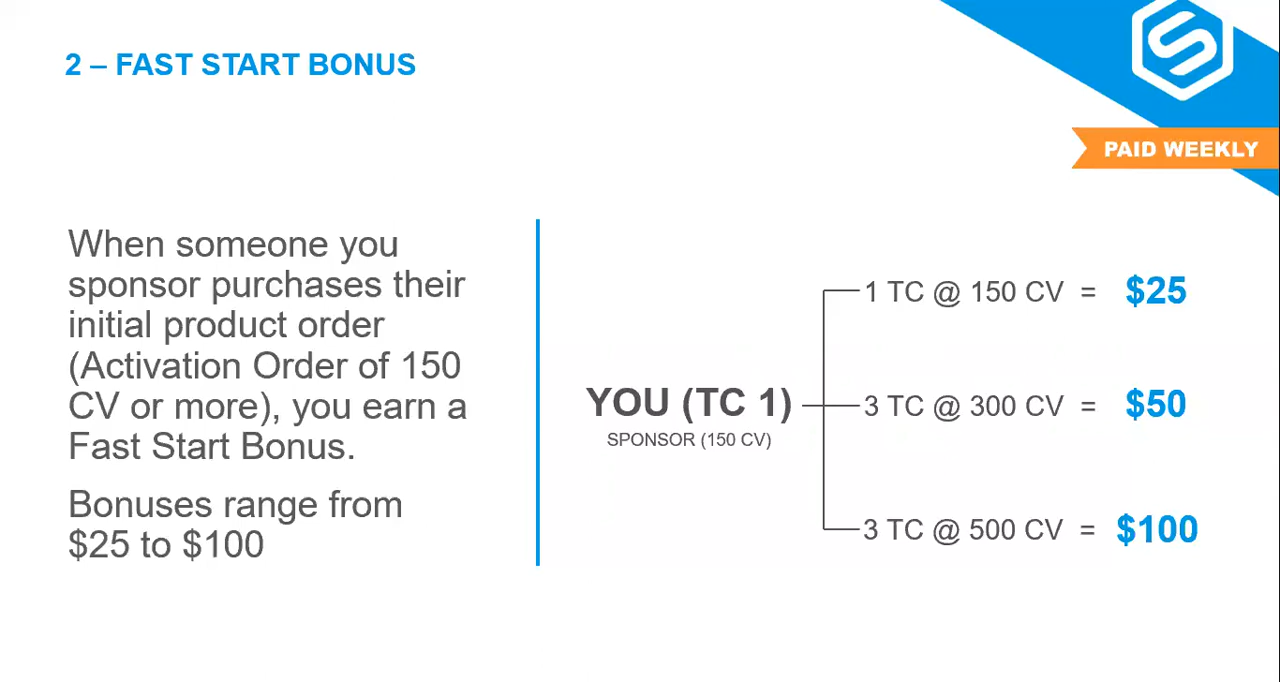 2 – FAST START BONUS
PAID WEEKLY
When someone you
sponsor purchases their
initial product order
(Activation Order of 150
CV or more), you earn a
Fast Start Bonus.
Bonuses range from
$25 to $100
YOU (TC 1)
SPONSOR (150 CV)
1 TC @ 150 CV = $25
3 TC @ 300 CV = $50
3 TC @ 500 CV = $100